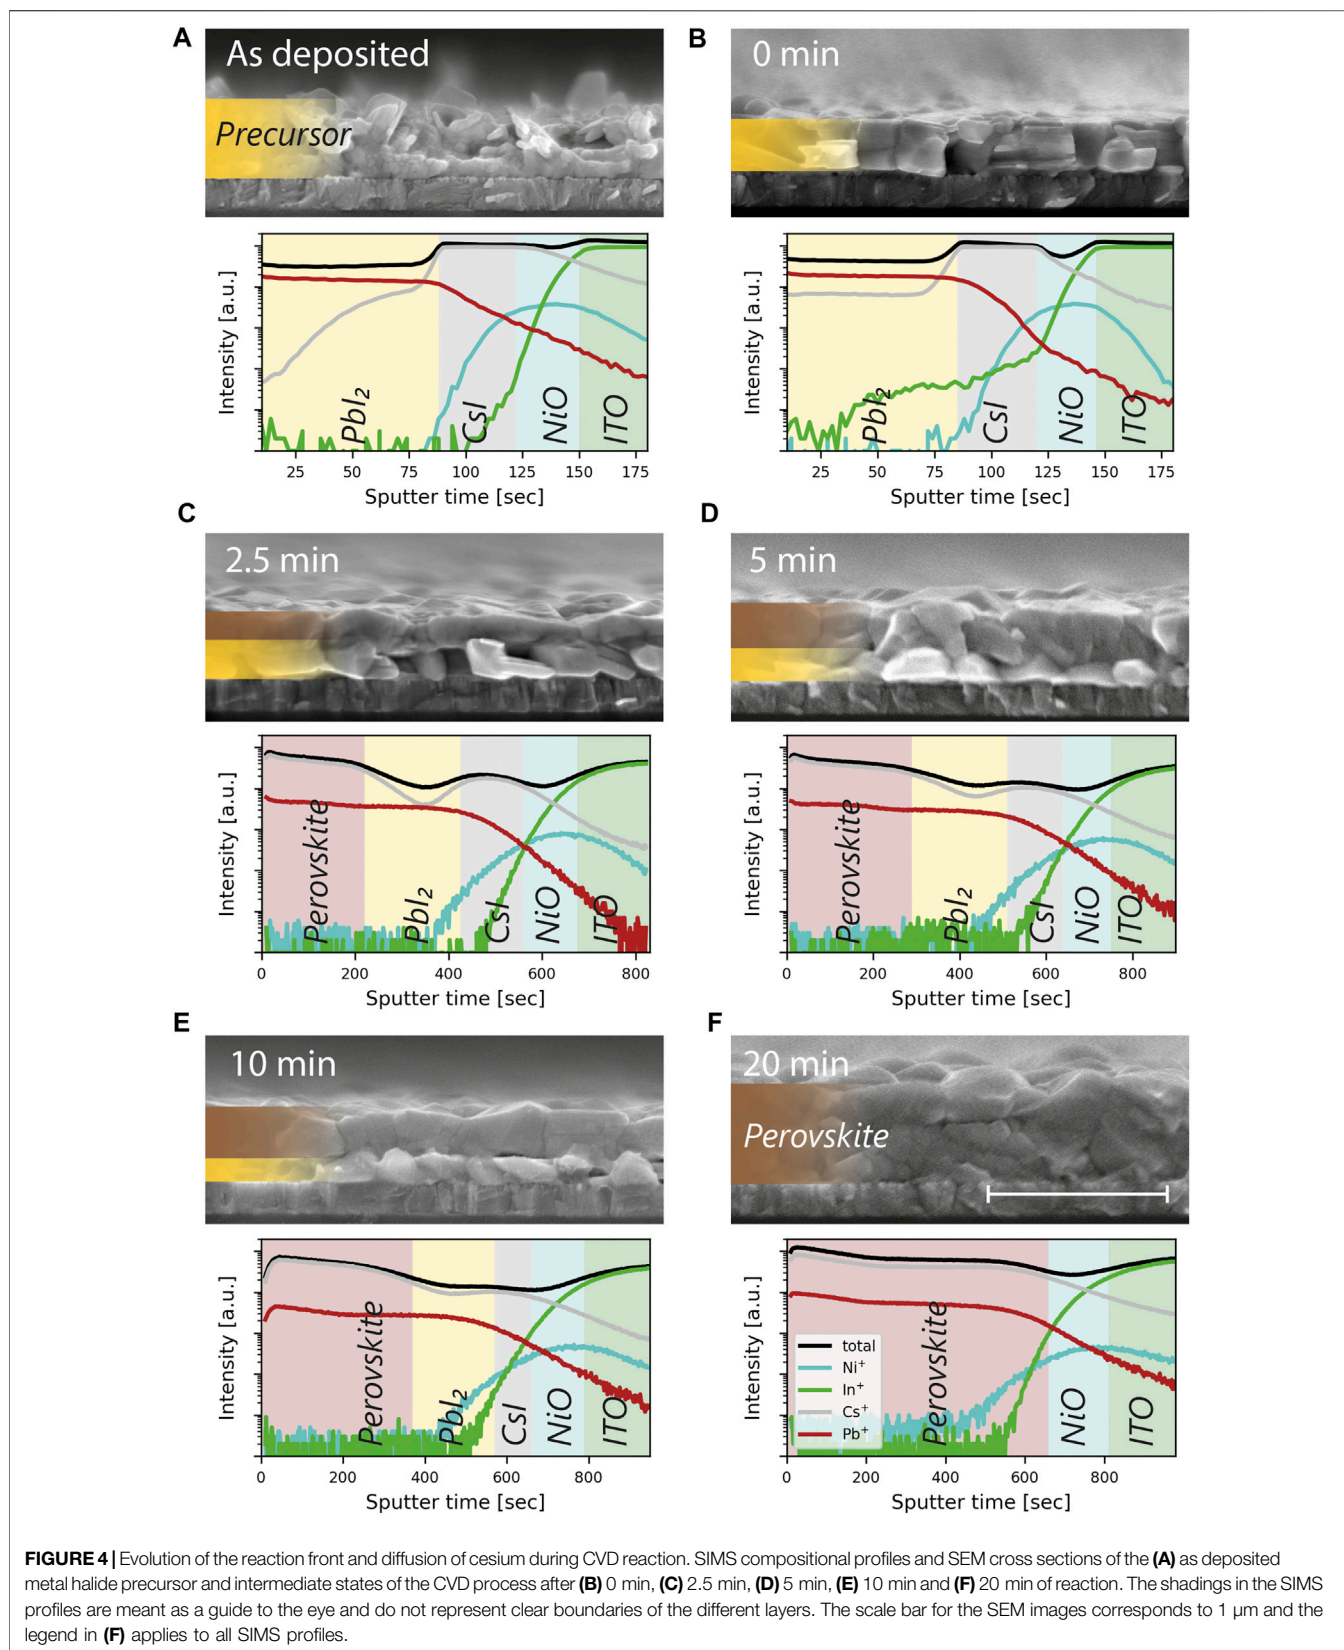 A
As deposited
Precursor
Intensity [a.u.]
PbI2
CsI
NiO
ITO
25 50 75 100 125 150 175
Sputter time [sec]
B
0 min
Intensity [a.u.]
PbI2
CsI
NiO
ITO
25 50 75 100 125 150 175
Sputter time [sec]
C
2.5 min
Intensity [a.u.]
Perovskite
PbI2
CsI
NiO
ITO
0 200 400 600 800
Sputter time [sec]
D
5 min
Intensity [a.u.]
Perovskite
PbI2
CsI
NiO
ITO
0 200 400 600 800
Sputter time [sec]
E
10 min
Intensity [a.u.]
Perovskite
PbI2
CsI
NiO
ITO
0 200 400 600 800
Sputter time [sec]
F
20 min
Perovskite
Intensity [a.u.]
total
Ni+
In+
Cs+
Pb+
Perovskite
NiO
ITO
0 200 400 600 800
Sputter time [sec]
FIGURE 4 | Evolution of the reaction front and diffusion of cesium during CVD reaction. SIMS compositional profiles and SEM cross sections of the (A) as deposited
metal halide precursor and intermediate states of the CVD process after (B) 0 min, (C) 2.5 min, (D) 5 min, (E) 10 min and (F) 20 min of reaction. The shadings in the SIMS
profiles are meant as a guide to the eye and do not represent clear boundaries of the different layers. The scale bar for the SEM images corresponds to 1 µm and the
legend in (F) applies to all SIMS profiles.